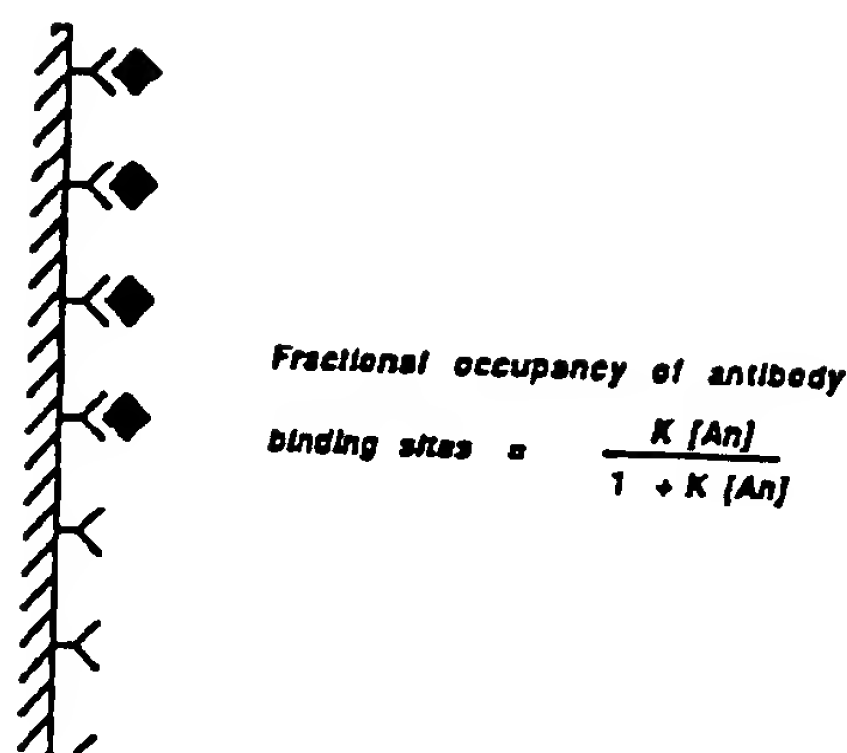 Fractional occupancy of antibody
binding sites = K [An]
1 + K [An]